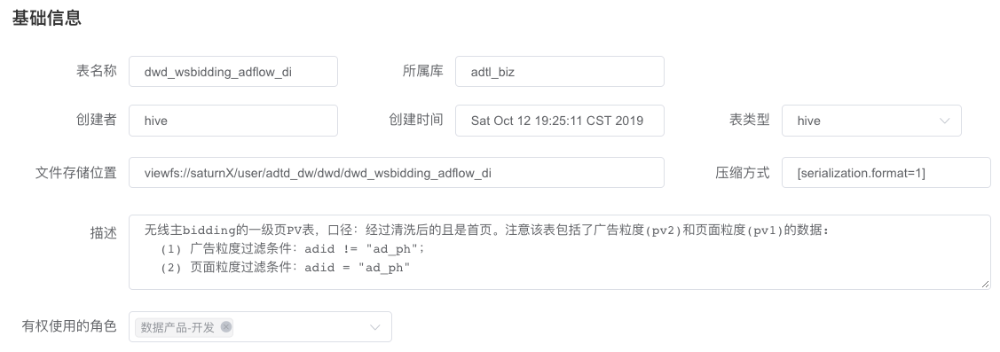 基础信息
表名称 dwd_wsbidding_adflow_di 所属库 adtl_biz
创建者 hive 创建时间 Sat Oct 12 19:25:11 CST 2019 表类型 hive
文件存储位置 viewfs://saturnX/user/adtd_dw/dwd/dwd_wsbidding_adflow_di 压缩方式 [serialization.format=1]
描述 无线主bidding的一级页PV表，口径：经过清洗后的且是首页。注意该表包括了广告粒度(pv2)和页面粒度(pv1)的数据：
(1) 广告粒度过滤条件：adid != "ad_ph"；
(2) 页面粒度过滤条件：adid = "ad_ph"
有权使用的角色 数据产品-开发